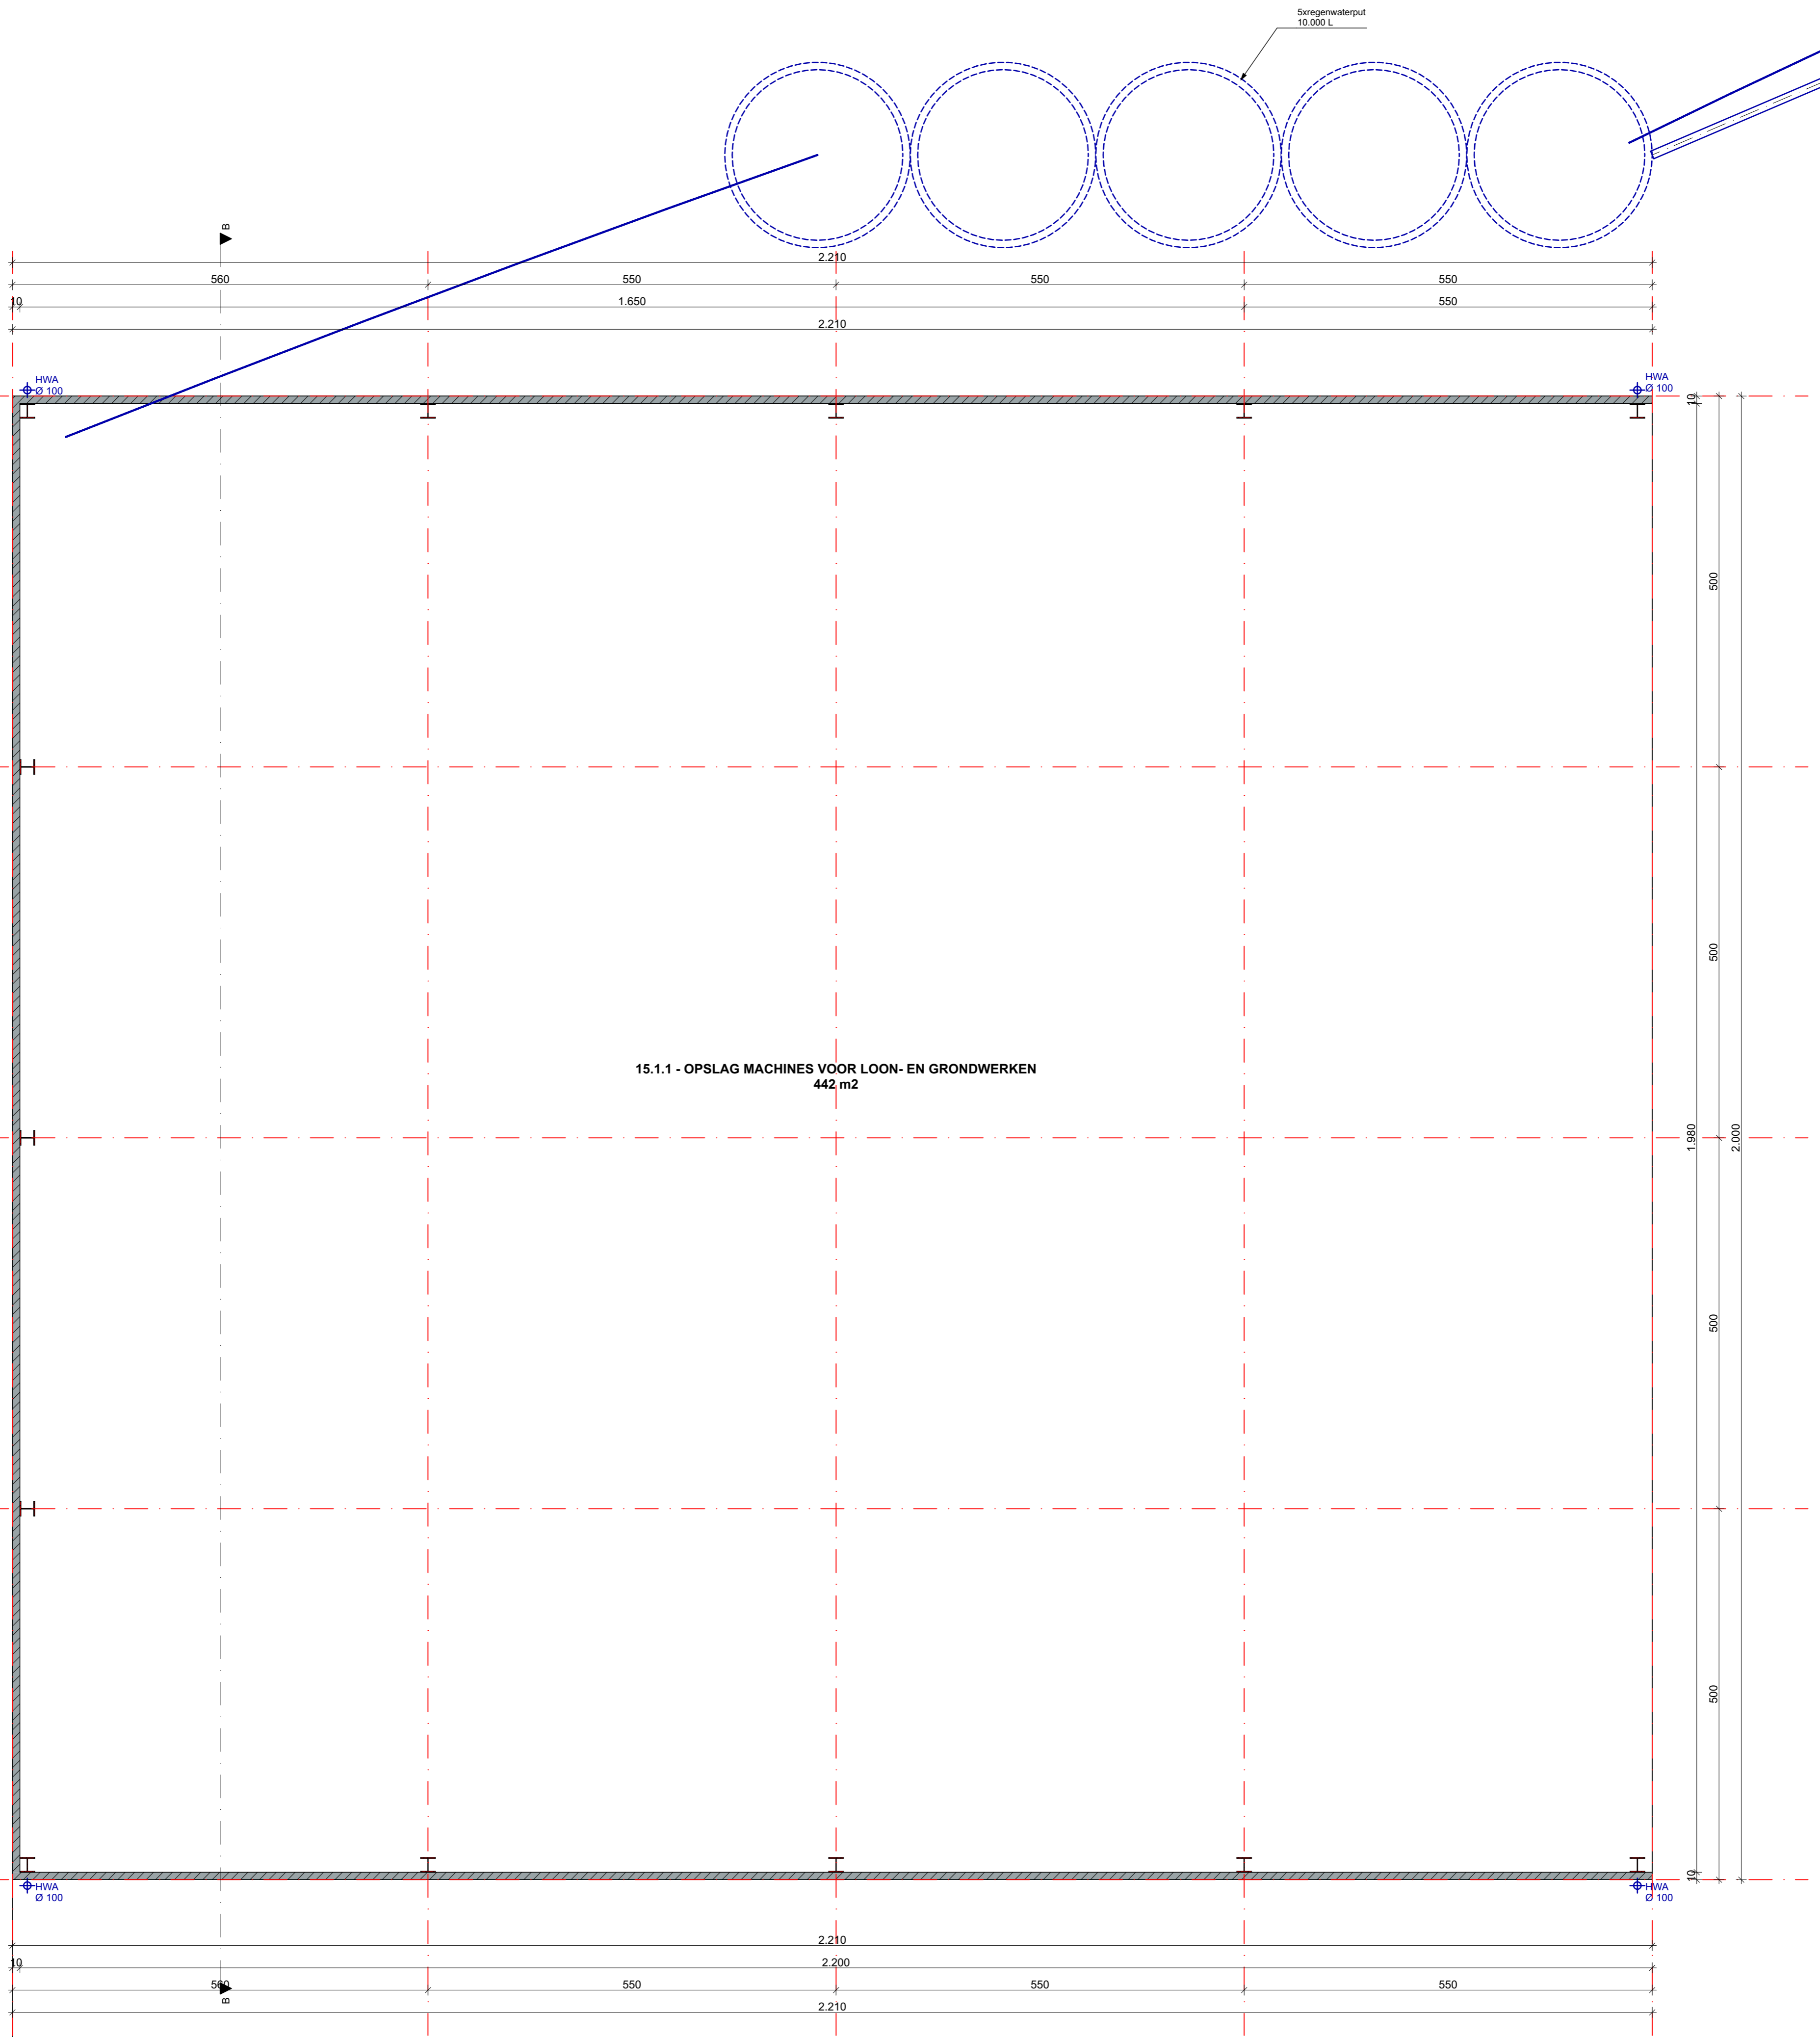 5xregenwaterput
10.000 L
B
2.210
560
550
550
550
10
1.650
550
2.210
HWA
Ø 100
HWA
Ø 100
10
500
500
15.1.1 - OPSLAG MACHINES VOOR LOON- EN GRONDWERKEN
442 m2
1.980
2.000
500
500
10
HWA
Ø 100
HWA
Ø 100
2.210
10
2.200
560
550
550
550
B
2.210